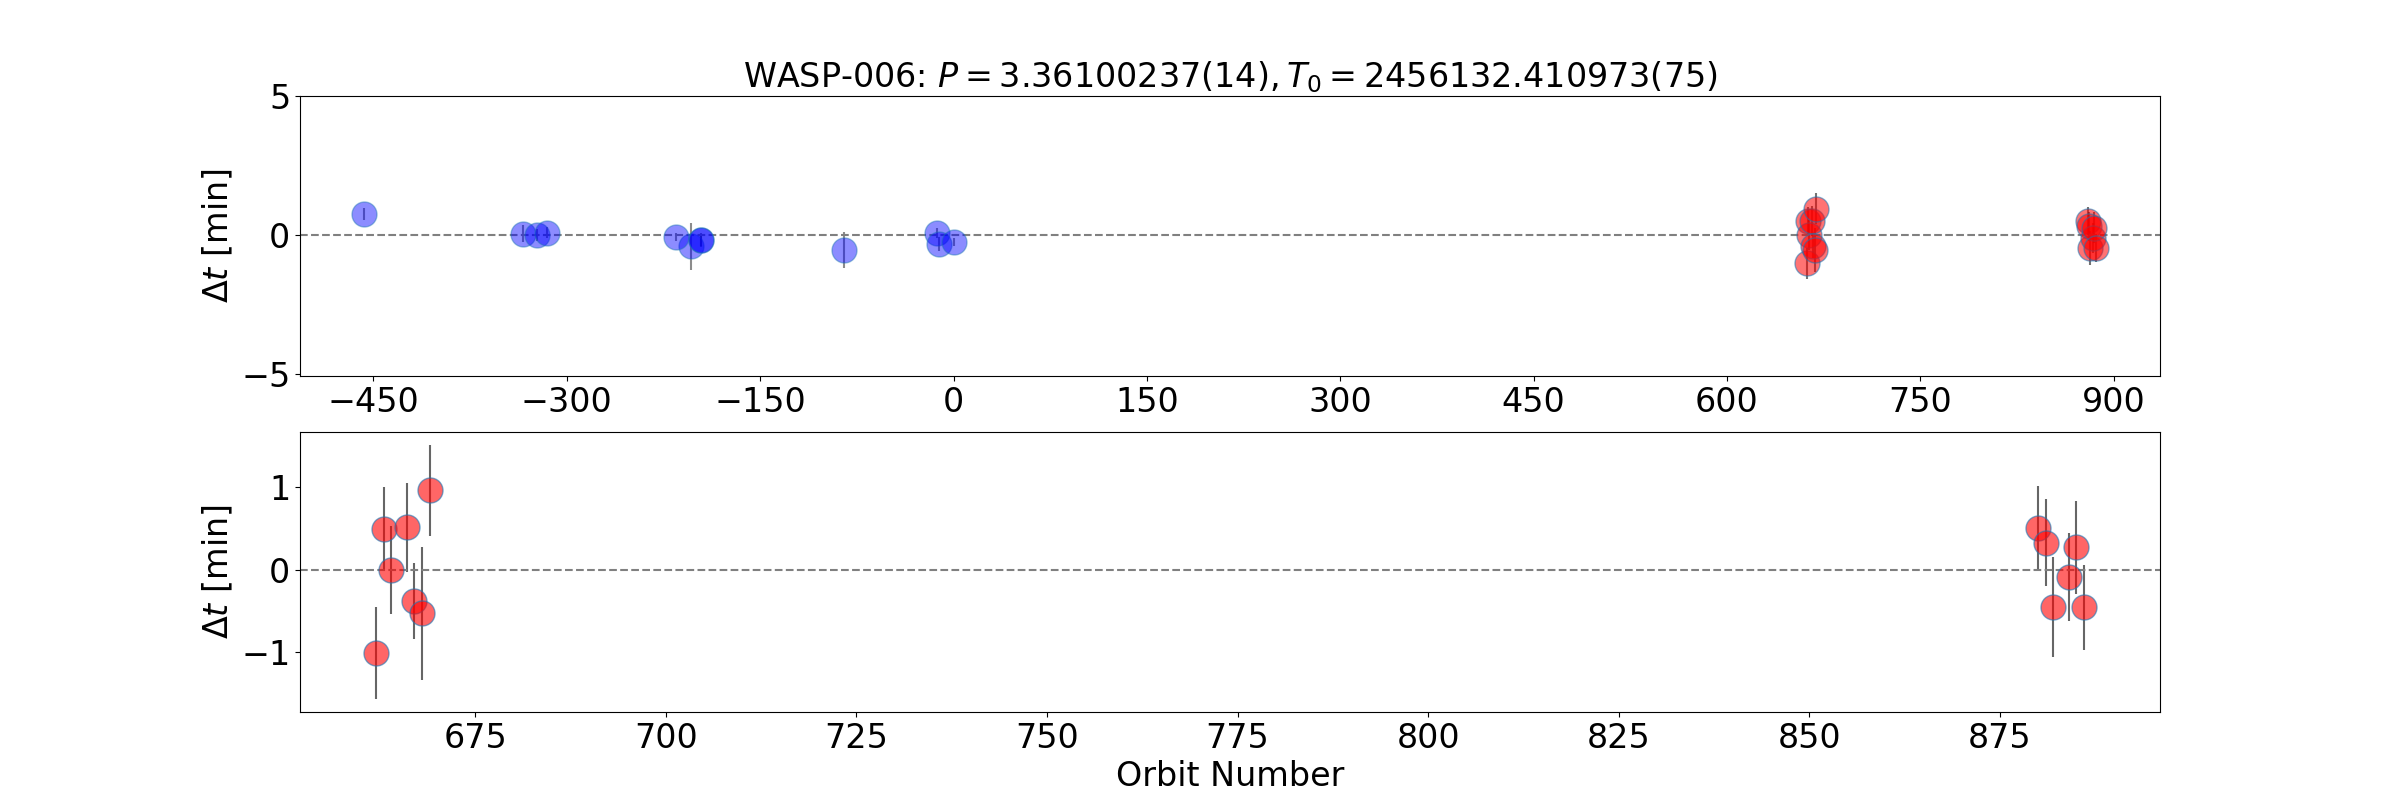 WASP-006: P = 3.36100237(14), T₀ = 2456132.410973(75)
5
0
−5
Δt [min]
−450 −300 −150 0 150 300 450 600 750 900
1
0
−1
Δt [min]
675 700 725 750 775 800 825 850 875
Orbit Number